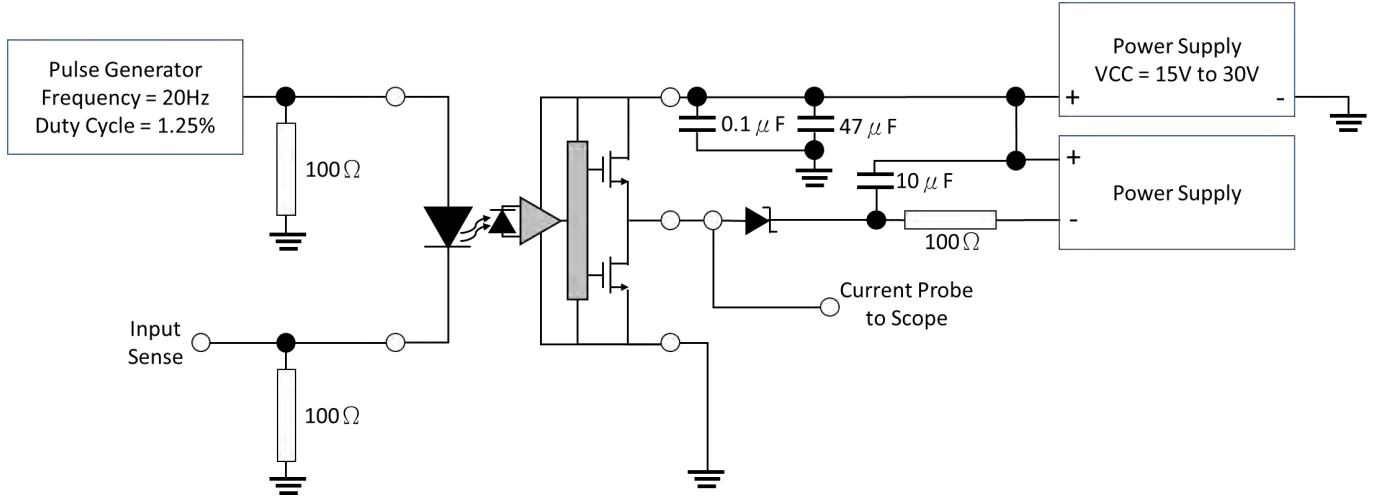 Pulse Generator
Frequency = 20Hz
Duty Cycle = 1.25%
100Ω
Input
Sense
100Ω
0.1 μF
47 μF
10 μF
100Ω
Current Probe
to Scope
Power Supply
VCC = 15V to 30V
+
-
+
Power Supply
-